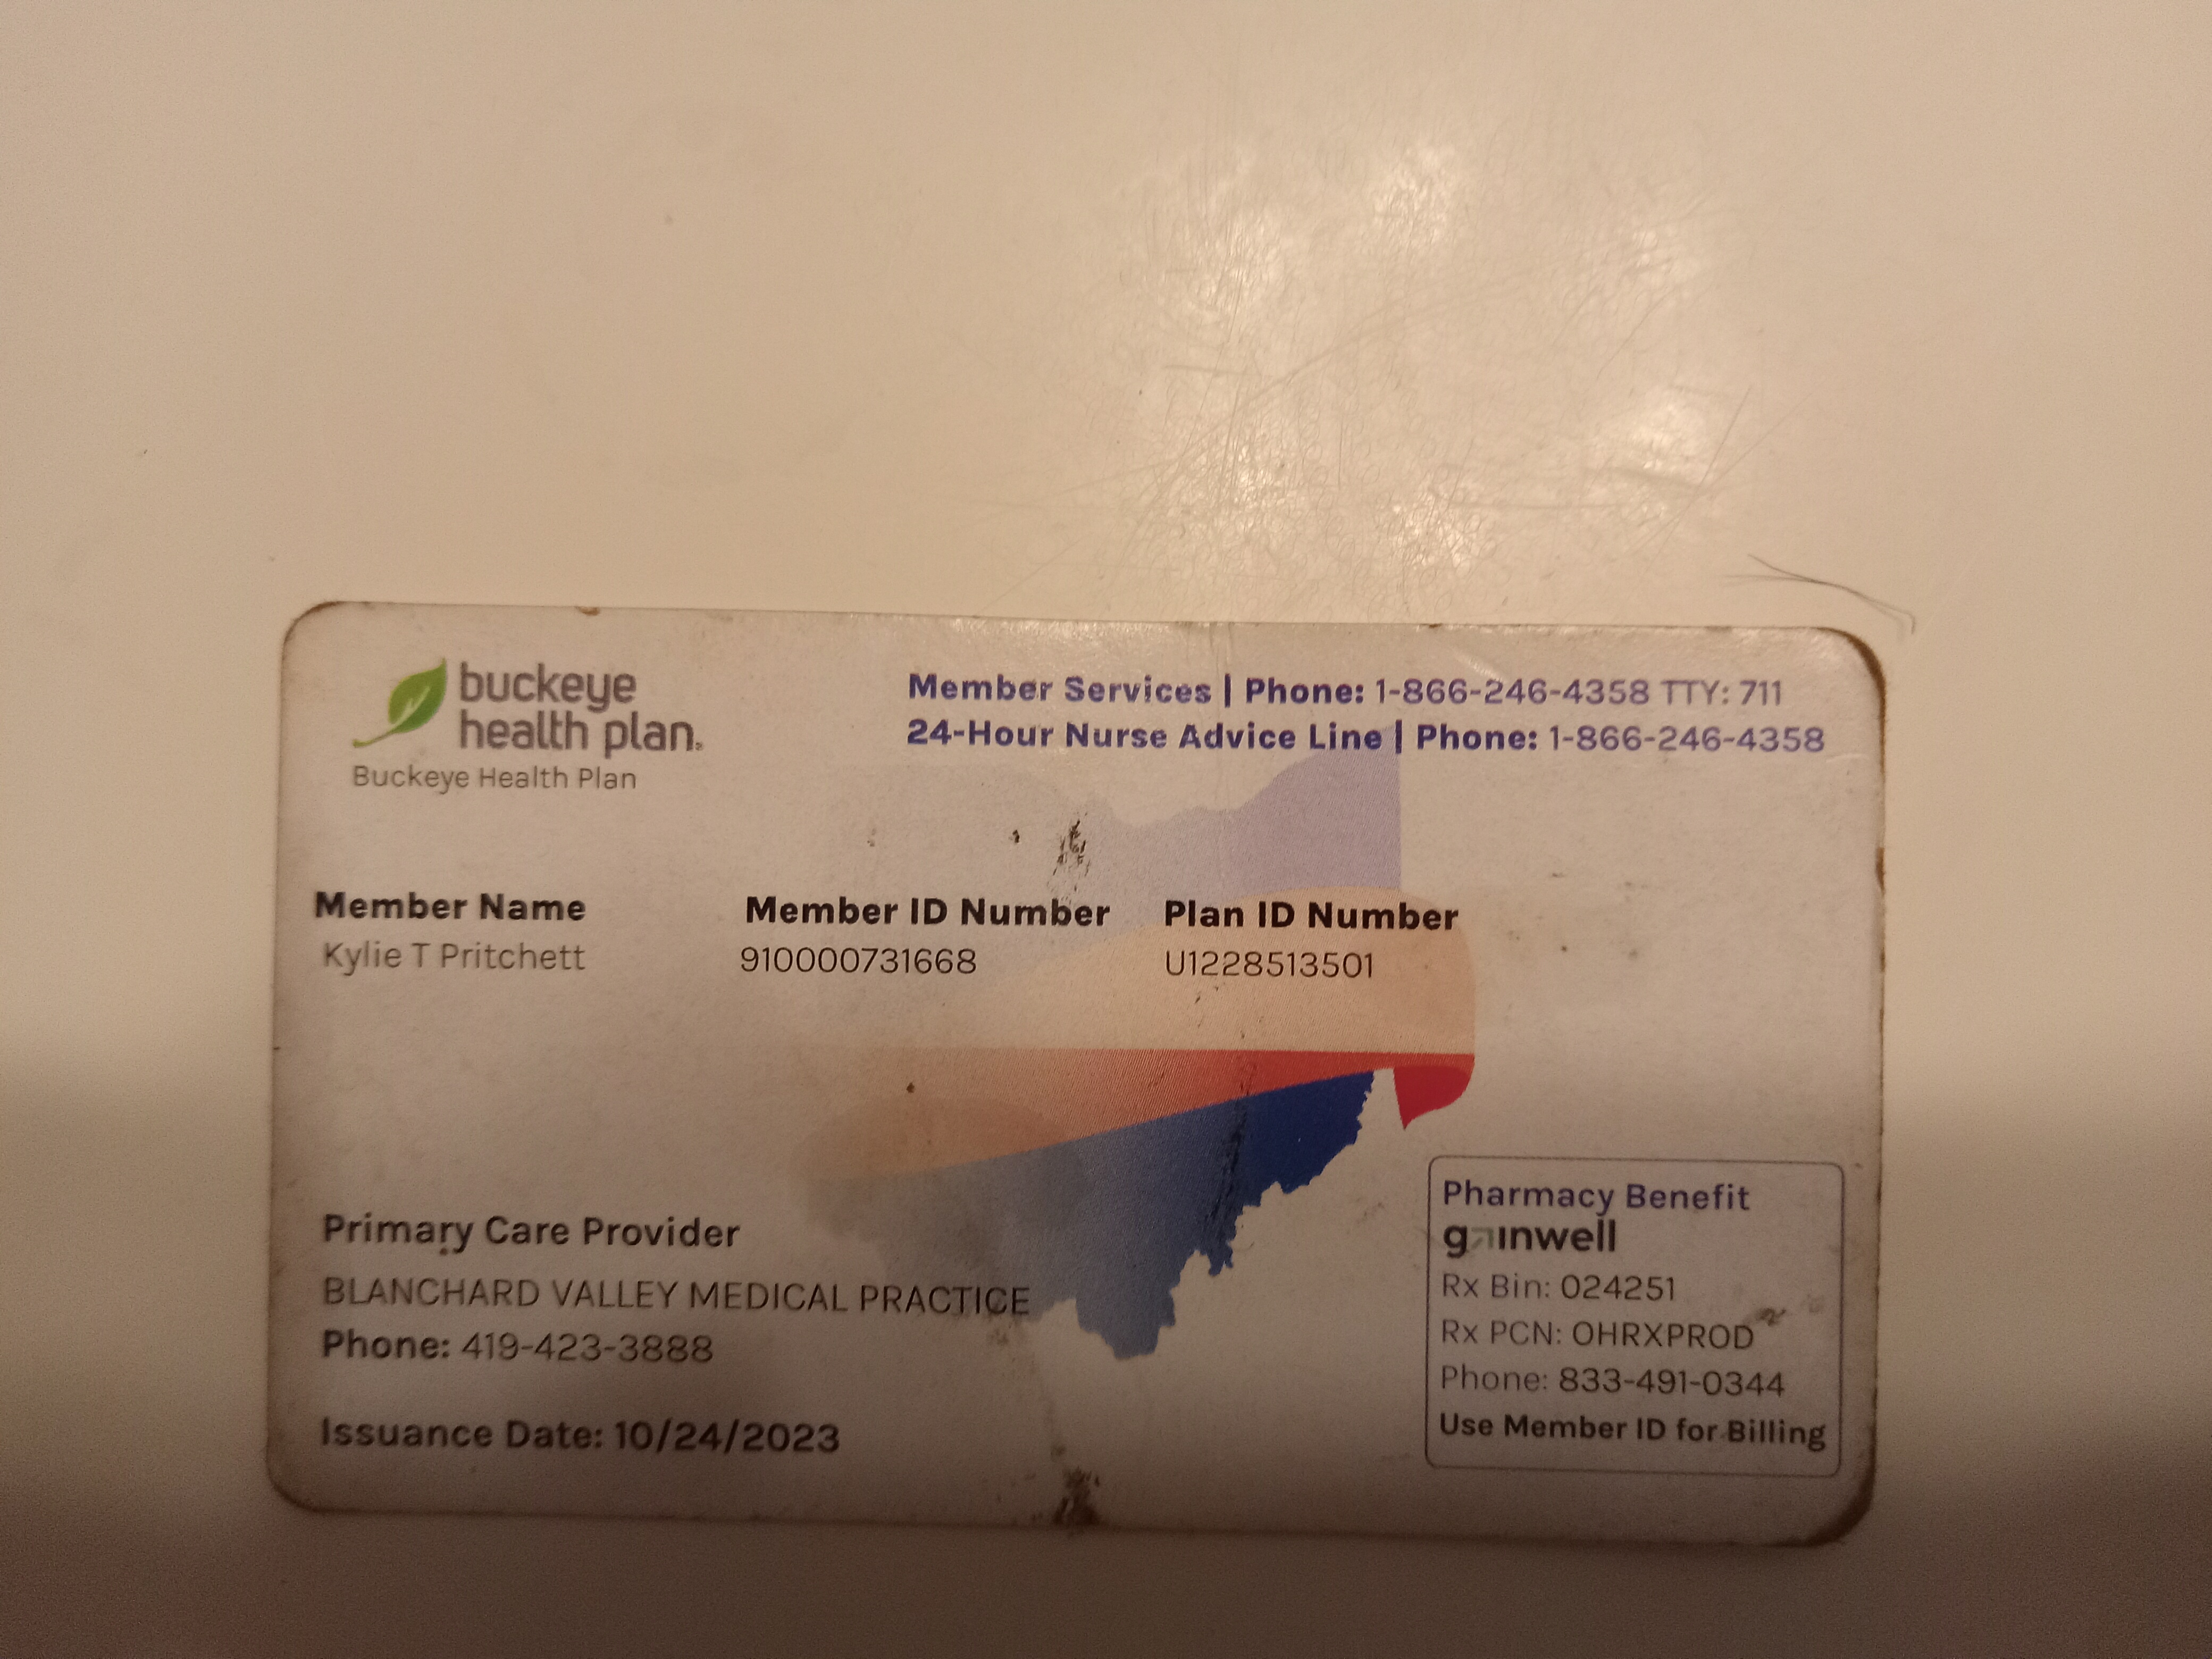 buckeye
health plan.
Buckeye Health Plan
Member Services | Phone: 1-866-246-4358 TTY: 711
24-Hour Nurse Advice Line | Phone: 1-866-246-4358
Member Name
Kylie T Pritchett
Member ID Number
910000731668
Plan ID Number
U1228513501
Primary Care Provider
BLANCHARD VALLEY MEDICAL PRACTICE
Phone: 419-423-3888
Issuance Date: 10/24/2023
Pharmacy Benefit
gainwell
Rx Bin: 024251
Rx PCN: OHRXPROD
Phone: 833-491-0344
Use Member ID for Billing